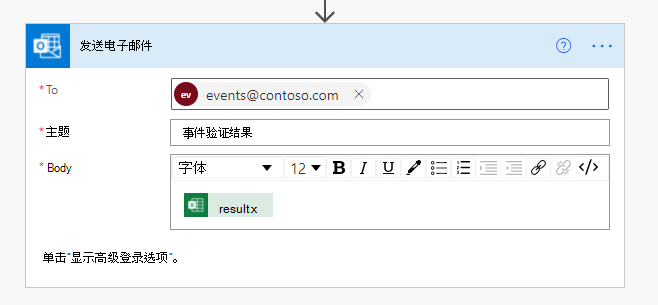 发送电子邮件
*To
ev events@contoso.com
*主题
事件验证结果
*Body
字体 12 B I U
resultx
单击"显示高级登录选项"。